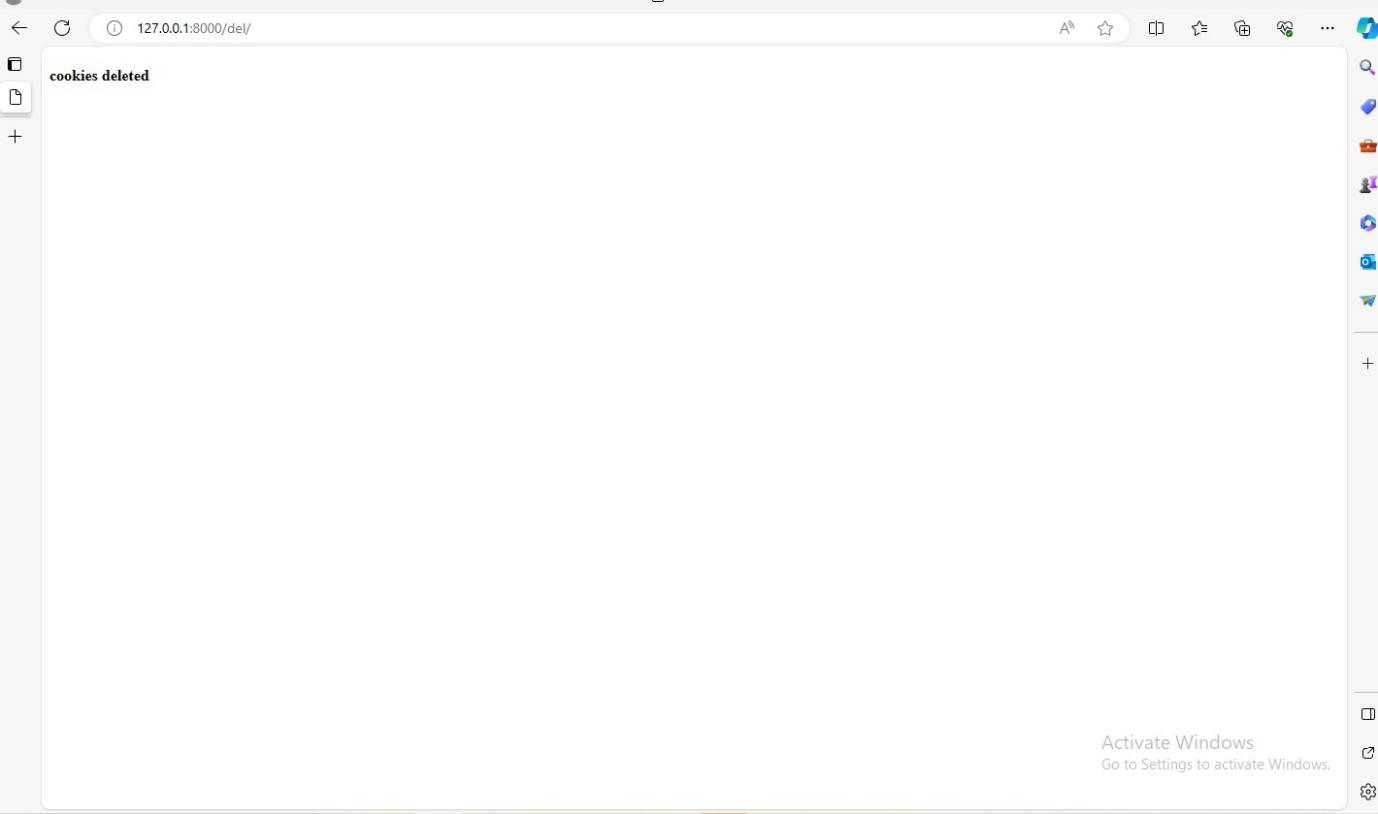 127.0.0.1:8000/del/
cookies deleted
Activate Windows
Go to Settings to activate Windows.